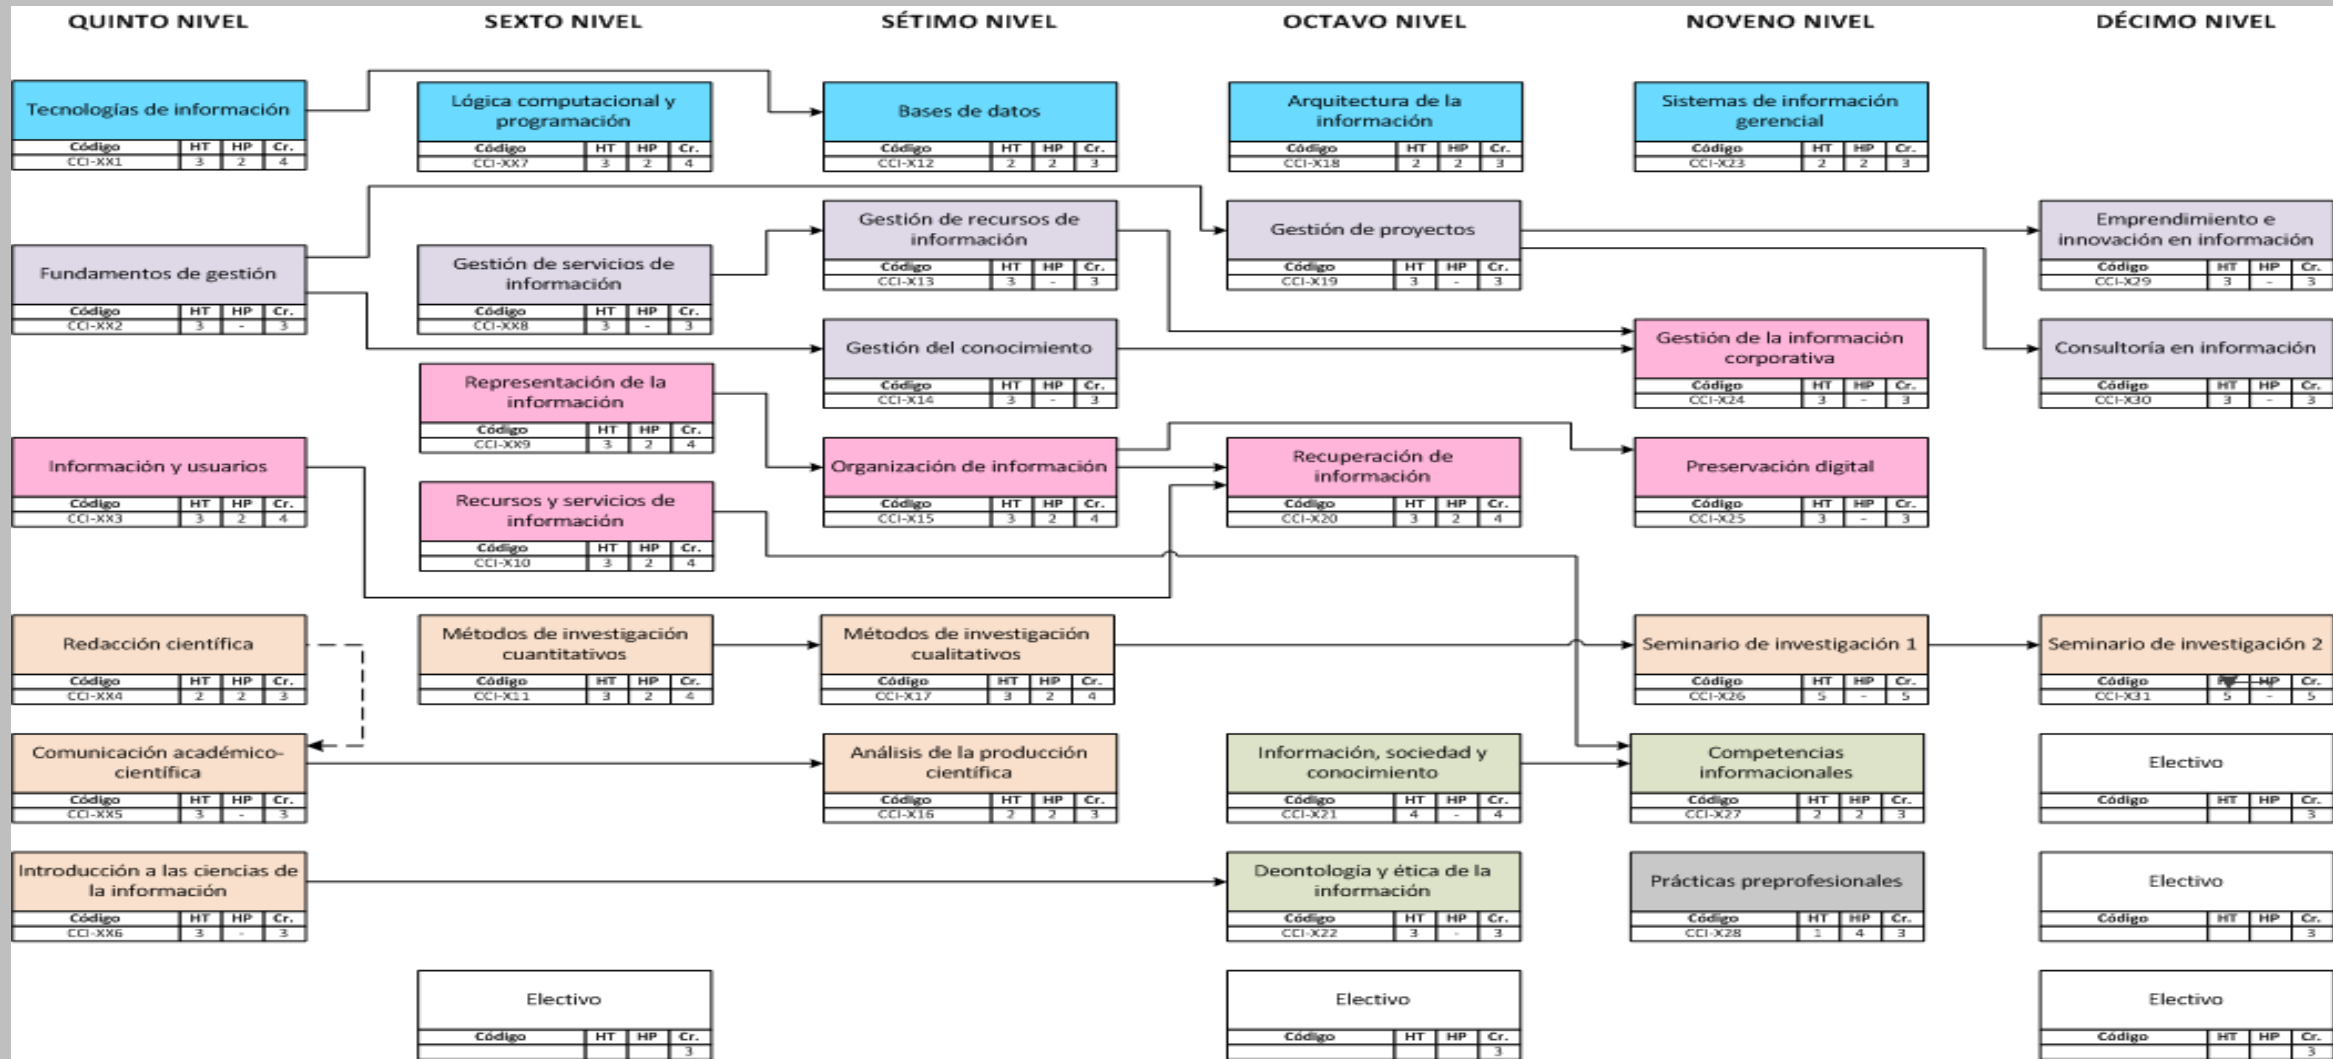 QUINTO NIVEL
SEXTO NIVEL
SÉTIMO NIVEL
OCTAVO NIVEL
NOVENO NIVEL
DÉCIMO NIVEL
Tecnologías de información
Código HT HP Cr.
CCI-XX1 3 2 4
Lógica computacional y
programación
Código HT HP Cr.
CCI-XX7 3 2 4
Bases de datos
Código HT HP Cr.
CCI-X12 2 2 3
Arquitectura de la
información
Código HT HP Cr.
CCI-X18 2 2 3
Sistemas de información
gerencial
Código HT HP Cr.
CCI-X23 2 2 3
Fundamentos de gestión
Código HT HP Cr.
CCI-XX2 3 - 3
Gestión de servicios de
información
Código HT HP Cr.
CCI-XX8 3 - 3
Gestión de recursos de
información
Código HT HP Cr.
CCI-X13 3 - 3
Gestión de proyectos
Código HT HP Cr.
CCI-X19 3 - 3
Emprendimiento e
innovación en información
Código HT HP Cr.
CCI-X29 3 - 3
Gestión del conocimiento
Código HT HP Cr.
CCI-X14 3 - 3
Gestión de la información
corporativa
Código HT HP Cr.
CCI-X24 3 - 3
Consultoría en información
Código HT HP Cr.
CCI-X30 3 - 3
Representación de la
información
Código HT HP Cr.
CCI-XX9 3 2 4
Información y usuarios
Código HT HP Cr.
CCI-XX3 3 2 4
Organización de información
Código HT HP Cr.
CCI-X15 3 2 4
Recuperación de
información
Código HT HP Cr.
CCI-X20 3 2 4
Preservación digital
Código HT HP Cr.
CCI-X25 3 - 3
Recursos y servicios de
información
Código HT HP Cr.
CCI-X10 3 2 4
Redacción científica
Código HT HP Cr.
CCI-XX4 2 2 3
Métodos de investigación
cuantitativos
Código HT HP Cr.
CCI-X11 3 2 4
Métodos de investigación
cualitativos
Código HT HP Cr.
CCI-X17 3 2 4
Seminario de investigación 1
Código HT HP Cr.
CCI-X26 5 - 5
Seminario de investigación 2
Código HT HP Cr.
CCI-X31 5 - 5
Comunicación académico-
científica
Código HT HP Cr.
CCI-XX5 3 - 3
Análisis de la producción
científica
Código HT HP Cr.
CCI-X16 2 2 3
Información, sociedad y
conocimiento
Código HT HP Cr.
CCI-X21 4 - 4
Competencias
informacionales
Código HT HP Cr.
CCI-X27 2 2 3
Electivo
Código HT HP Cr.
3
Introducción a las ciencias de
la información
Código HT HP Cr.
CCI-XX6 3 - 3
Deontología y ética de la
información
Código HT HP Cr.
CCI-X22 3 - 3
Prácticas preprofesionales
Código HT HP Cr.
CCI-X28 1 4 3
Electivo
Código HT HP Cr.
3
Electivo
Código HT HP Cr.
3
Electivo
Código HT HP Cr.
3
Electivo
Código HT HP Cr.
3